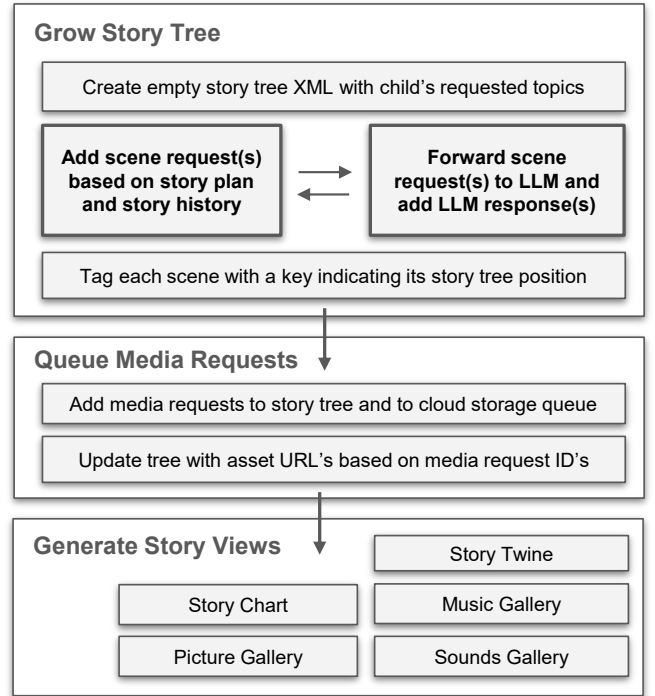 Grow Story Tree
Create empty story tree XML with child’s requested topics
Add scene request(s)
based on story plan
and story history
Forward scene
request(s) to LLM and
add LLM response(s)
Tag each scene with a key indicating its story tree position
Queue Media Requests
Add media requests to story tree and to cloud storage queue
Update tree with asset URL’s based on media request ID’s
Generate Story Views
Story Twine
Story Chart
Music Gallery
Picture Gallery
Sounds Gallery